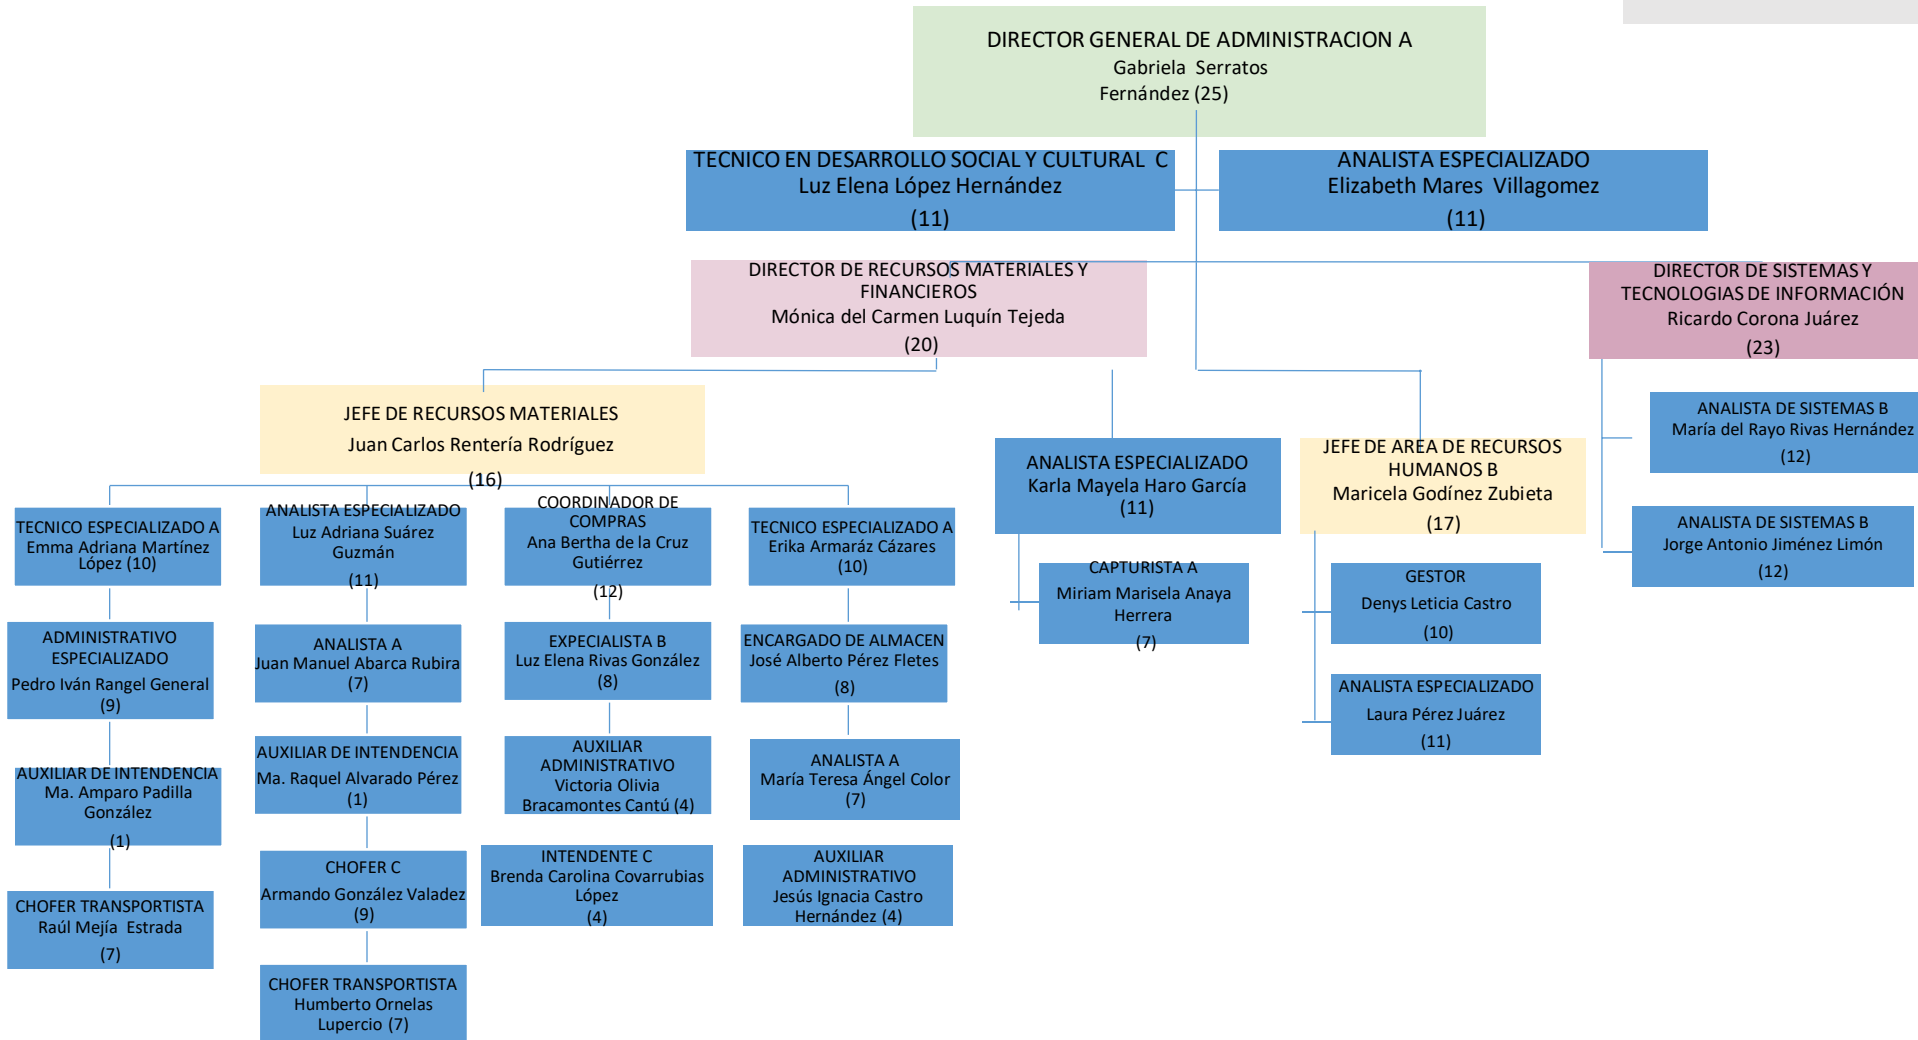 DIRECTOR GENERAL DE ADMINISTRACION A
Gabriela Serratos
Fernández (25)
TECNICO EN DESARROLLO SOCIAL Y CULTURAL C
Luz Elena López Hernández
(11)
ANALISTA ESPECIALIZADO
Elizabeth Mares Villagomez
(11)
DIRECTOR DE RECURSOS MATERIALES Y
FINANCIEROS
Mónica del Carmen Luquín Tejeda
(20)
DIRECTOR DE SISTEMAS Y
TECNOLOGIAS DE INFORMACIÓN
Ricardo Corona Juárez
(23)
JEFE DE RECURSOS MATERIALES
Juan Carlos Rentería Rodríguez
(16)
ANALISTA ESPECIALIZADO
Karla Mayela Haro García
(11)
JEFE DE AREA DE RECURSOS
HUMANOS B
Maricela Godínez Zubieta
(17)
ANALISTA DE SISTEMAS B
María del Rayo Rivas Hernández
(12)
ANALISTA DE SISTEMAS B
Jorge Antonio Jiménez Limón
(12)
TECNICO ESPECIALIZADO A
Emma Adriana Martínez
López (10)
ANALISTA ESPECIALIZADO
Luz Adriana Suárez
Guzmán
(11)
COORDINADOR DE
COMPRAS
Ana Bertha de la Cruz
Gutiérrez
(12)
TECNICO ESPECIALIZADO A
Erika Armaráz Cázares
(10)
CAPTURISTA A
Miriam Marisela Anaya
Herrera
(7)
GESTOR
Denys Leticia Castro
(10)
ADMINISTRATIVO
ESPECIALIZADO
Pedro Iván Rangel General
(9)
ANALISTA A
Juan Manuel Abarca Rubira
(7)
EXPECIALISTA B
Luz Elena Rivas González
(8)
ENCARGADO DE ALMACEN
José Alberto Pérez Fletes
(8)
ANALISTA ESPECIALIZADO
Laura Pérez Juárez
(11)
AUXILIAR DE INTENDENCIA
Ma. Amparo Padilla
González
(1)
AUXILIAR DE INTENDENCIA
Ma. Raquel Alvarado Pérez
(1)
AUXILIAR
ADMINISTRATIVO
Victoria Olivia
Bracamontes Cantú (4)
ANALISTA A
María Teresa Ángel Color
(7)
CHOFER TRANSPORTISTA
Raúl Mejía Estrada
(7)
CHOFER C
Armando González Valadez
(9)
INTENDENTE C
Brenda Carolina Covarrubias
López
(4)
AUXILIAR
ADMINISTRATIVO
Jesús Ignacia Castro
Hernández (4)
CHOFER TRANSPORTISTA
Humberto Ornelas
Lupercio (7)